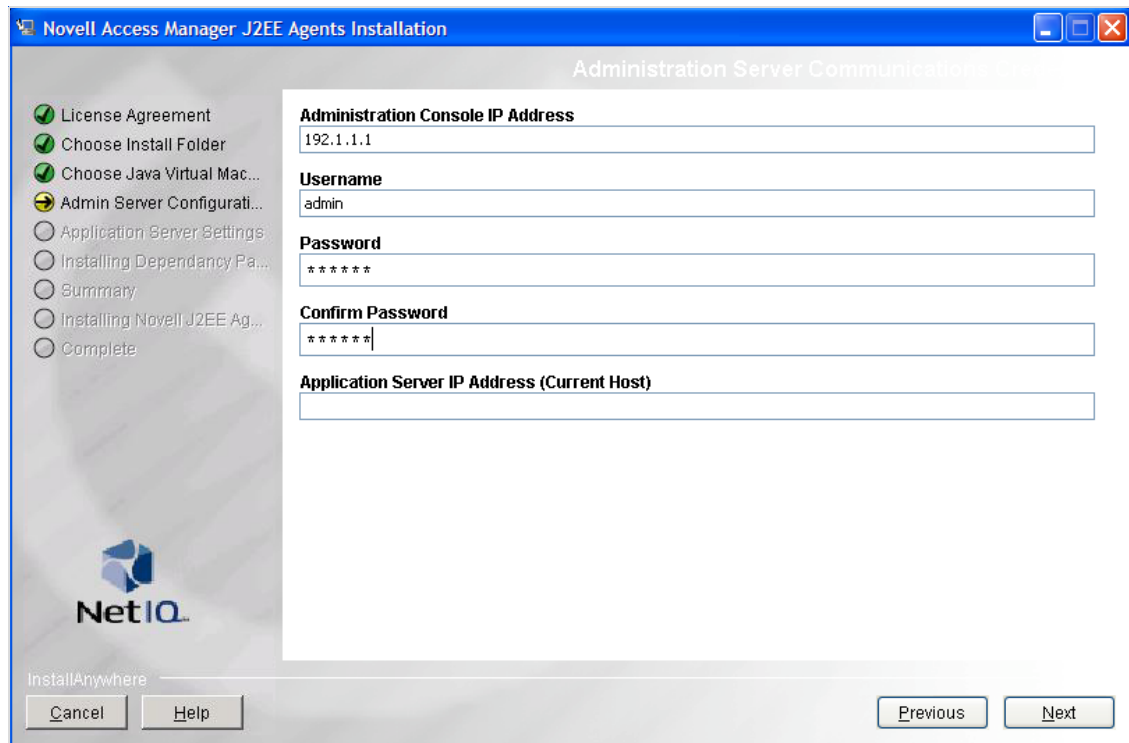 Novell Access Manager J2EE Agents Installation
Administration Server Communications
License Agreement
Choose Install Folder
Choose Java Virtual Mac...
Admin Server Configurati...
Application Server Settings
Installing Dependancy Pa...
Summary
Installing Novell J2EE Ag...
Complete
Administration Console IP Address
192.1.1.1
Username
admin
Password
******
Confirm Password
******
Application Server IP Address (Current Host)
NetIQ
InstallAnywhere
Cancel
Help
Previous
Next